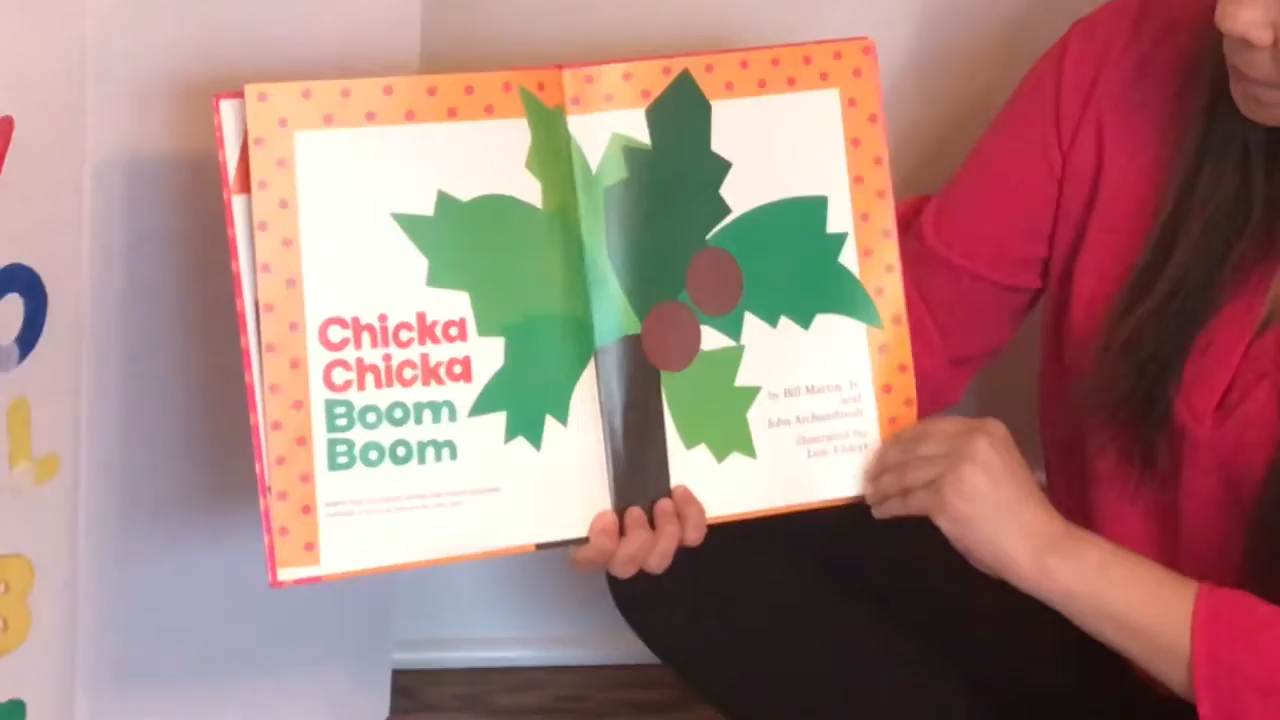 Chicka
Chicka
Boom
Boom
by Bill Martin Jr
and
John Archambault
illustrated by
Lois Ehlert
B